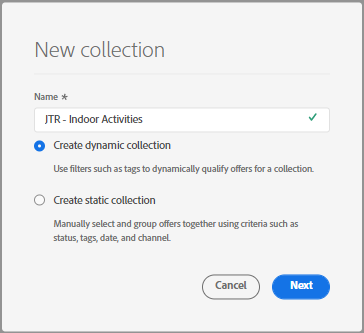 New collection
Name *
JTR - Indoor Activities
Create dynamic collection
Use filters such as tags to dynamically qualify offers for a collection.
Create static collection
Manually select and group offers together using criteria such as
status, tags, date, and channel.
Cancel
Next